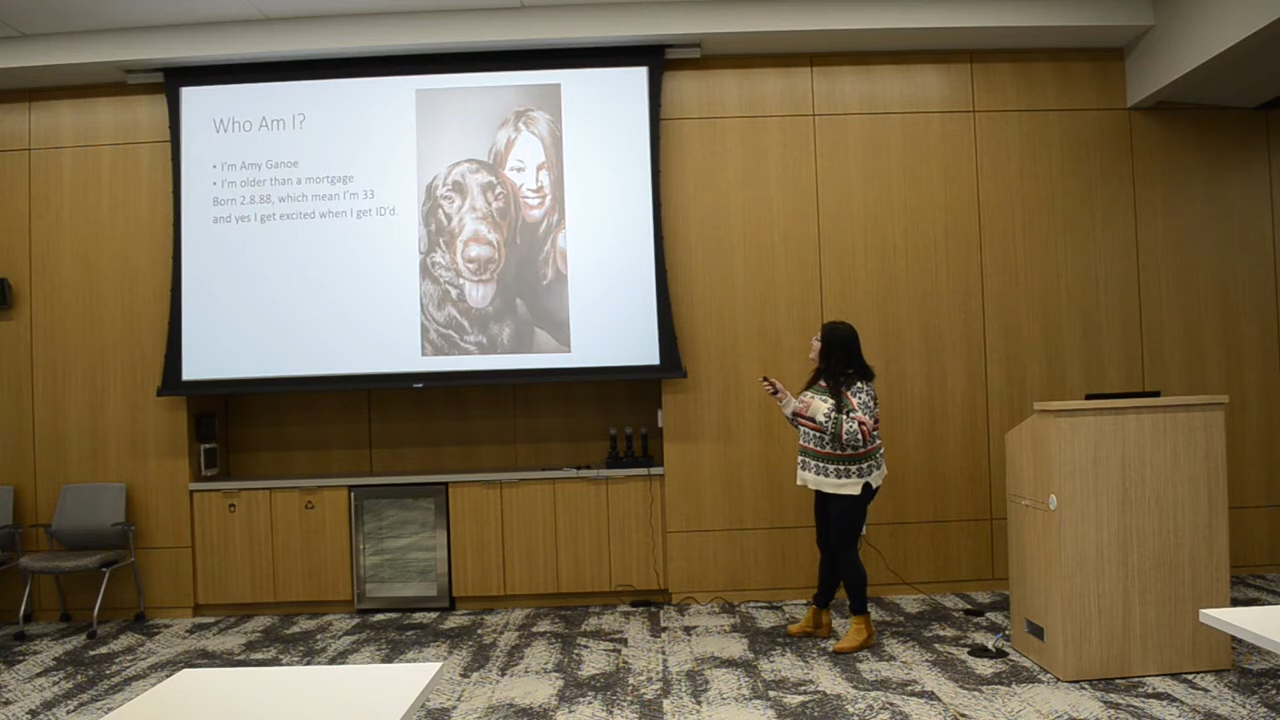 Who Am I?
• I'm Amy Ganoe
• I'm older than a mortgage
Born 2.8.88, which mean I'm 33
and yes I get excited when I get ID'd.